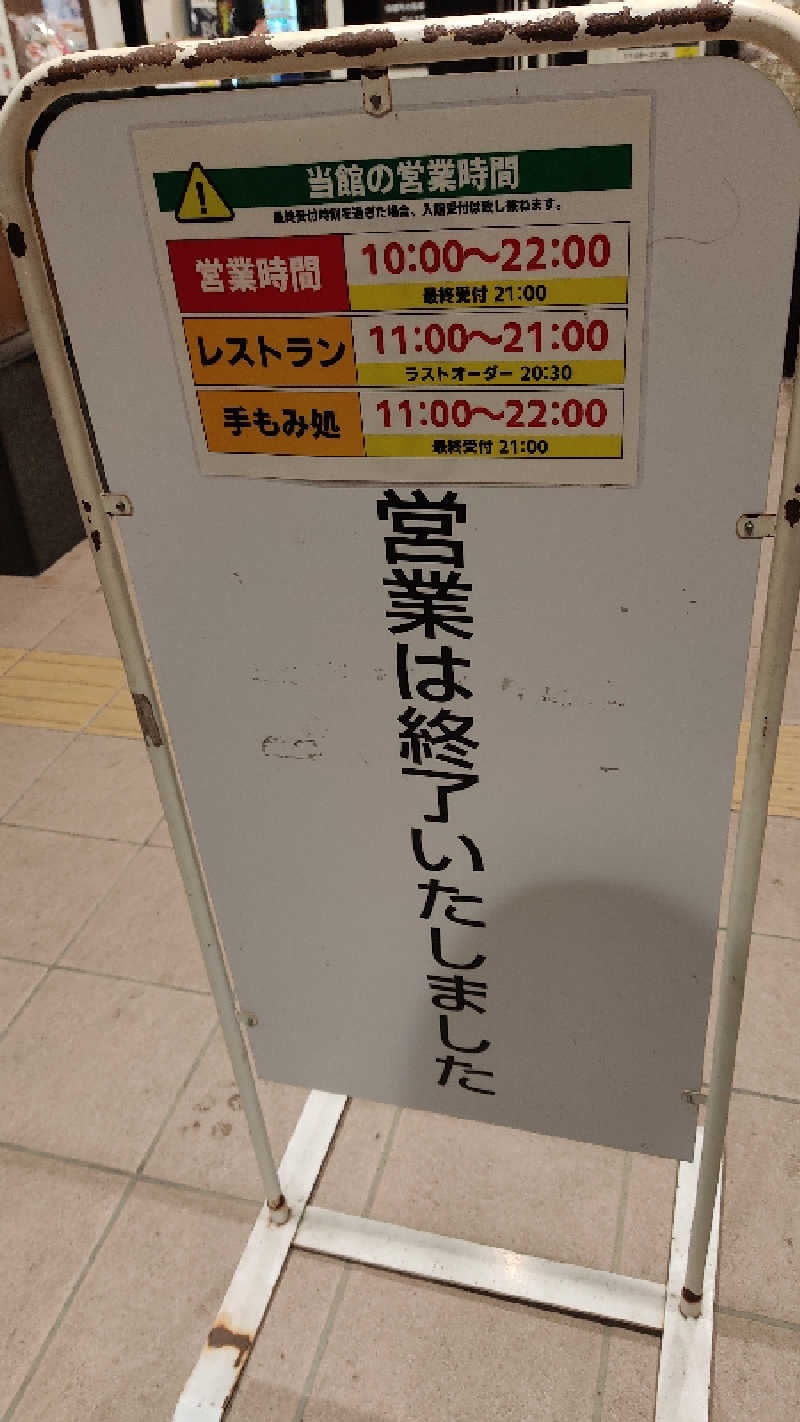 当館の営業時間
最終受付時刻を過ぎた場合、入館受付は致し兼ねます。
営業時間
10:00〜22:00
最終受付 21:00
レストラン
11:00〜21:00
ラストオーダー 20:30
手もみ処
11:00〜22:00
最終受付 21:00
営業は終了いたしました